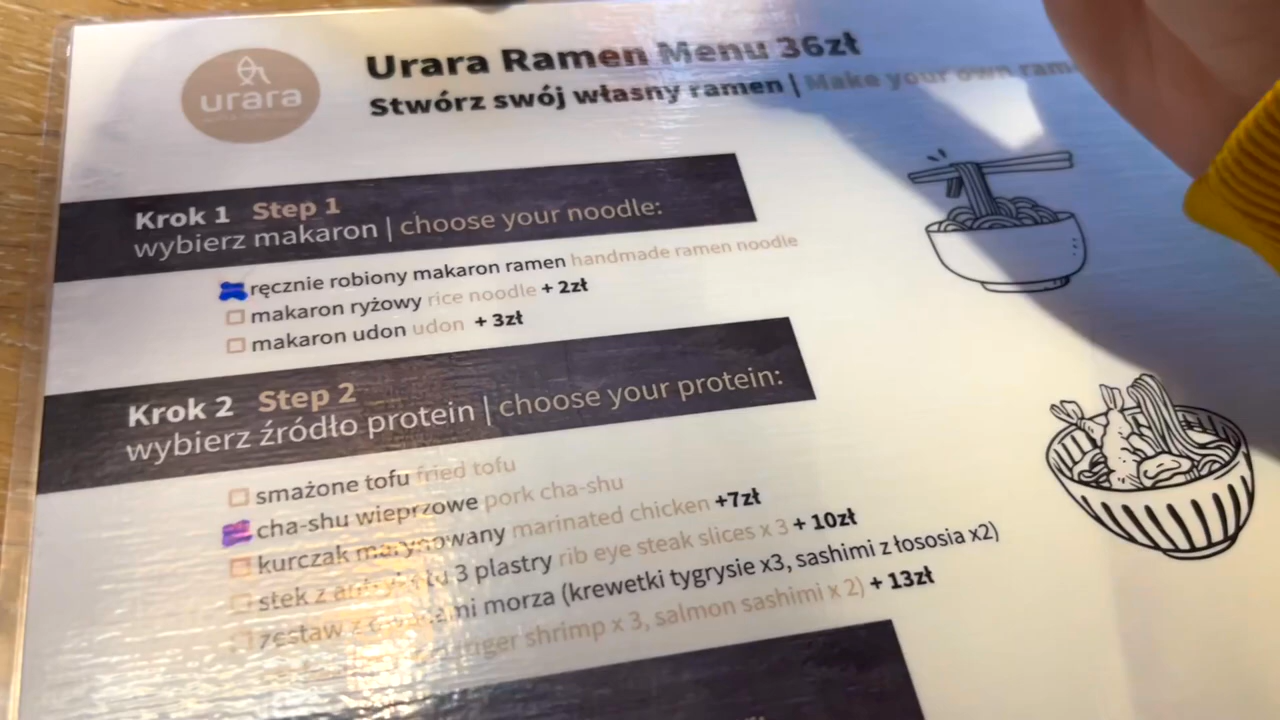 urara
Urara Ramen Menu 36zł
Stwórz swój własny ramen | Make your own
Krok 1 Step 1
wybierz makaron | choose your noodle:
ręcznie robiony makaron ramen handmade ramen noodle
makaron ryżowy rice noodle + 2zł
makaron udon udon + 3zł
Krok 2 Step 2
wybierz źródło protein | choose your protein:
smażone tofu fried tofu
cha-shu wieprzowe pork cha-shu
kurczak marynowany marinated chicken +7zł
stek z 3 plastry rib eye steak slices x 3 + 10zł
zestaw z morza (krewetki tygrysie x3, sashimi z łososia x2)
shrimp x 3, salmon sashimi x 2) + 13zł